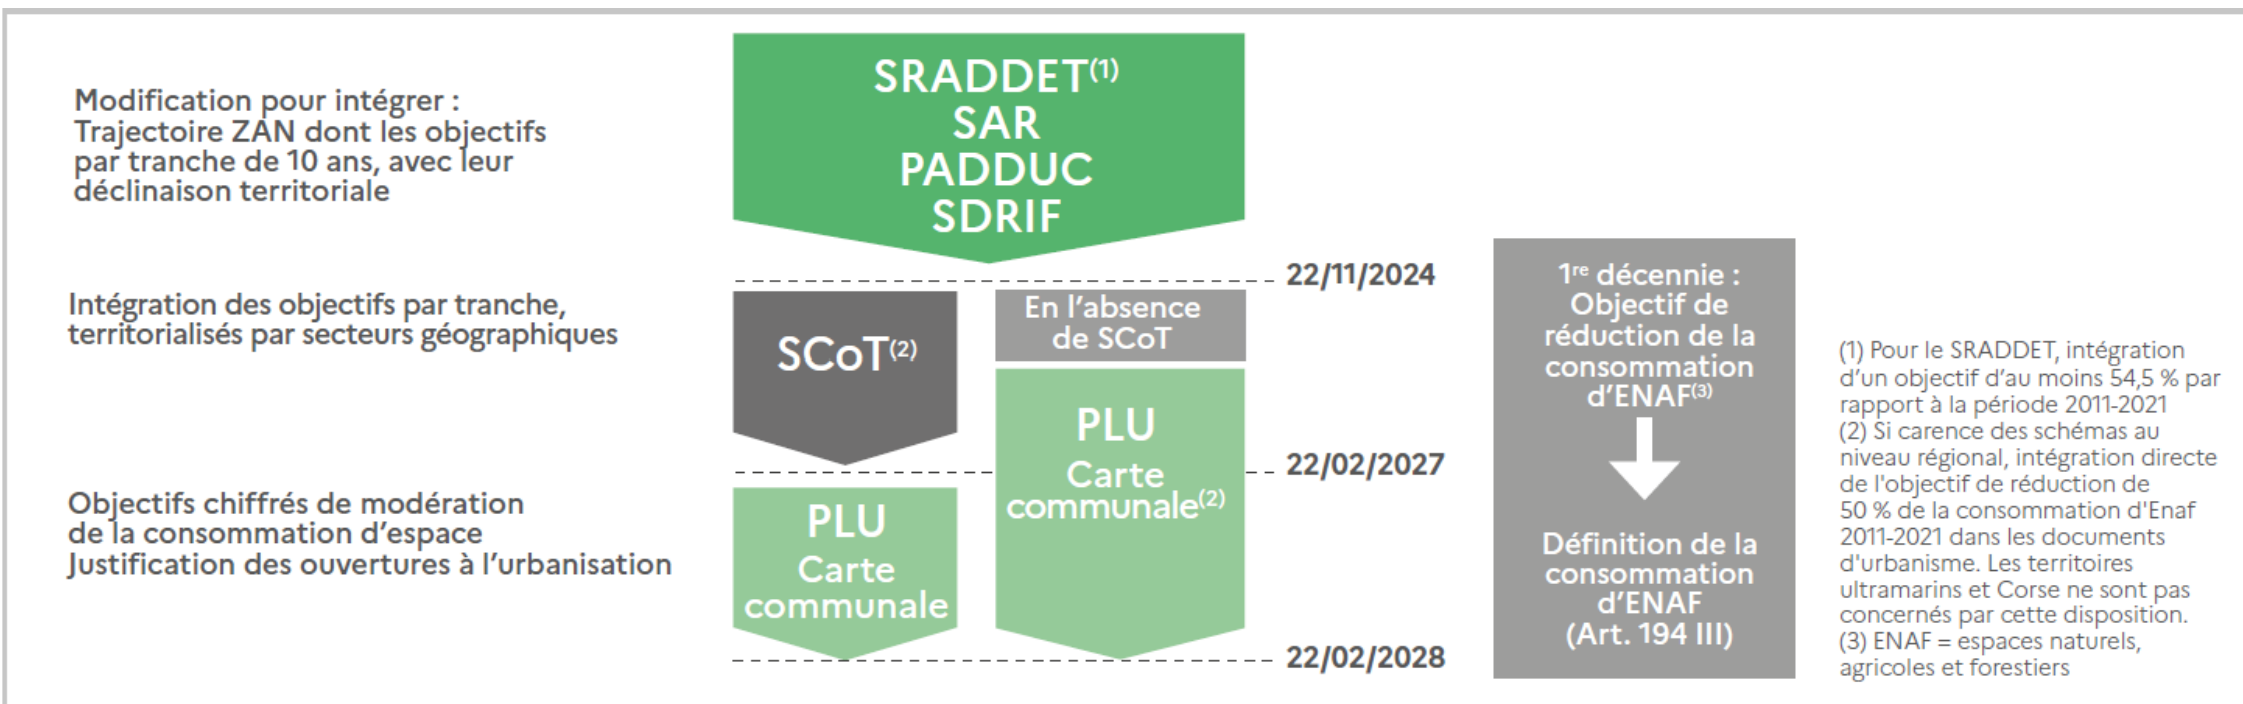 Modification pour intégrer :
Trajectoire ZAN dont les objectifs
par tranche de 10 ans, avec leur
déclinaison territoriale
SRADDET(1)
SAR
PADDUC
SDRIF
22/11/2024
Intégration des objectifs par tranche,
territorialisés par secteurs géographiques
SCoT(2)
En l’absence
de SCoT
PLU
Carte
communale(2)
22/02/2027
Objectifs chiffrés de modération
de la consommation d’espace
Justification des ouvertures à l’urbanisation
PLU
Carte
communale
22/02/2028
1re décennie :
Objectif de
réduction de la
consommation
d’ENAF(3)
Définition de la
consommation
d’ENAF
(Art. 194 III)
(1) Pour le SRADDET, intégration
d’un objectif d’au moins 54,5 % par
rapport à la période 2011-2021
(2) Si carence des schémas au
niveau régional, intégration directe
de l'objectif de réduction de
50 % de la consommation d'Enaf
2011-2021 dans les documents
d'urbanisme. Les territoires
ultramarins et Corse ne sont pas
concernés par cette disposition.
(3) ENAF = espaces naturels,
agricoles et forestiers